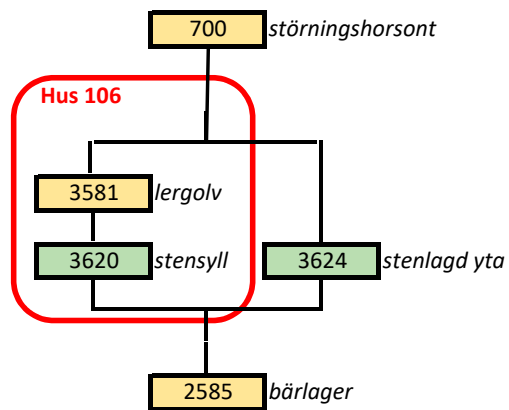 700 störningshorsont
Hus 106
3581 lergolv
3620 stensyll 3624 stenlagd yta
2585 bärlager